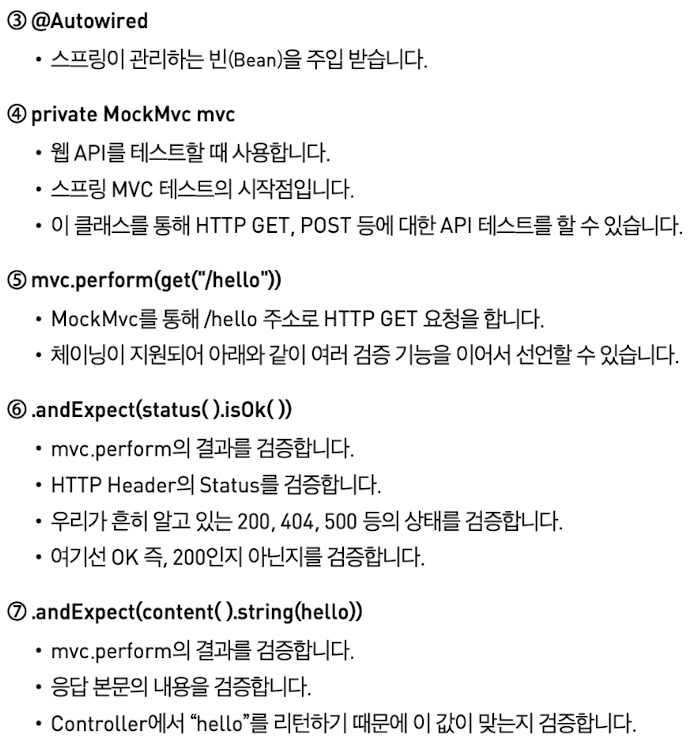 ③ @Autowired
• 스프링이 관리하는 빈(Bean)을 주입 받습니다.
④ private MockMvc mvc
• 웹 API를 테스트할 때 사용합니다.
• 스프링 MVC 테스트의 시작점입니다.
• 이 클래스를 통해 HTTP GET, POST 등에 대한 API 테스트를 할 수 있습니다.
⑤ mvc.perform(get("/hello"))
• MockMvc를 통해 /hello 주소로 HTTP GET 요청을 합니다.
• 체이닝이 지원되어 아래와 같이 여러 검증 기능을 이어서 선언할 수 있습니다.
⑥ .andExpect(status( ).isOk( ))
• mvc.perform의 결과를 검증합니다.
• HTTP Header의 Status를 검증합니다.
• 우리가 흔히 알고 있는 200, 404, 500 등의 상태를 검증합니다.
• 여기선 OK 즉, 200인지 아닌지를 검증합니다.
⑦ .andExpect(content( ).string(hello))
• mvc.perform의 결과를 검증합니다.
• 응답 본문의 내용을 검증합니다.
• Controller에서 “hello”를 리턴하기 때문에 이 값이 맞는지 검증합니다.